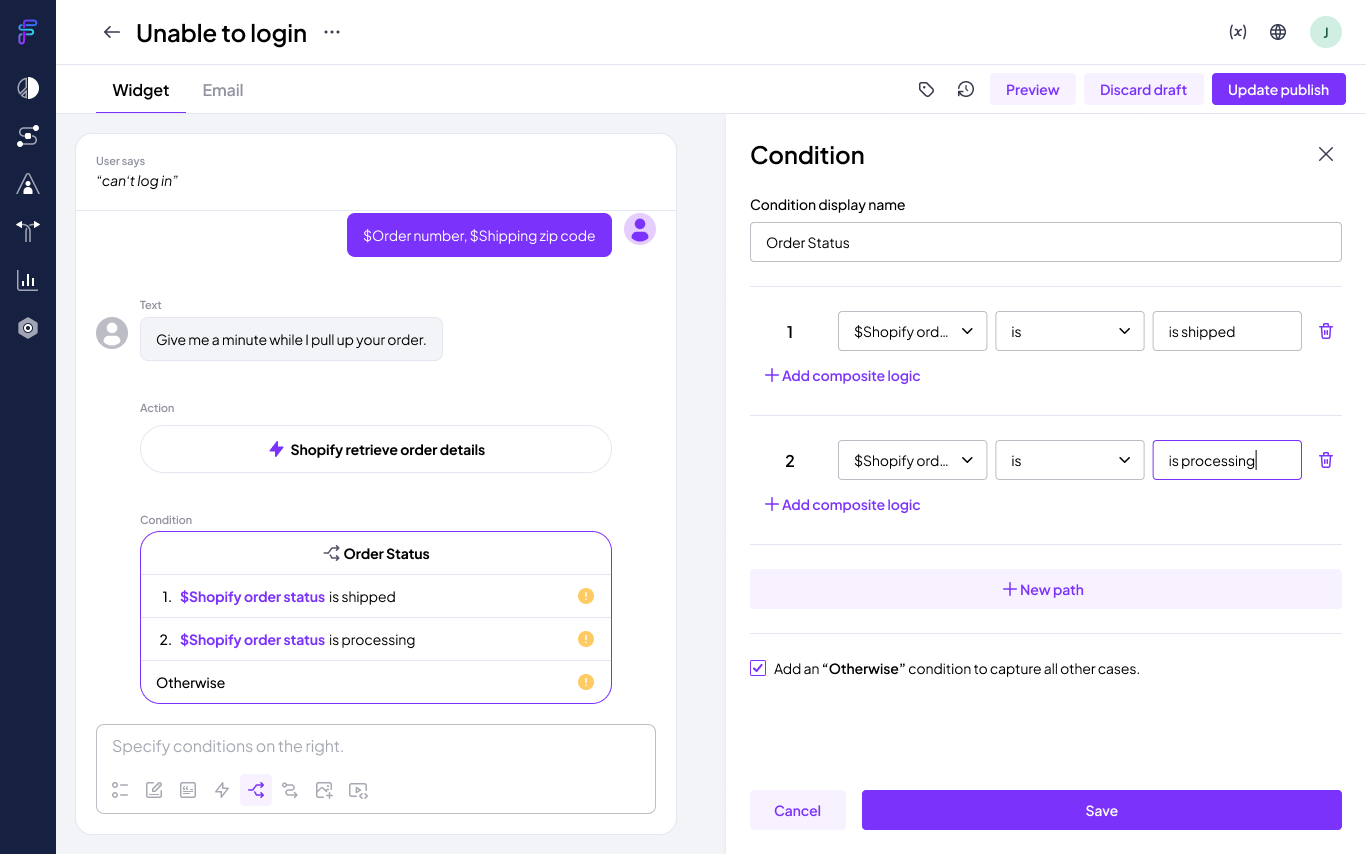 Unable to login
(x)
J
Widget
Email
Preview
Discard draft
Update publish
User says
“can't log in”
$Order number, $Shipping zip code
Text
Give me a minute while I pull up your order.
Action
Shopify retrieve order details
Condition
Order Status
1. $Shopify order status is shipped
2. $Shopify order status is processing
Otherwise
Specify conditions on the right.
Condition
Condition display name
Order Status
1 $Shopify ord... is is shipped
+ Add composite logic
2 $Shopify ord... is is processing
+ Add composite logic
+ New path
Add an “Otherwise” condition to capture all other cases.
Cancel
Save